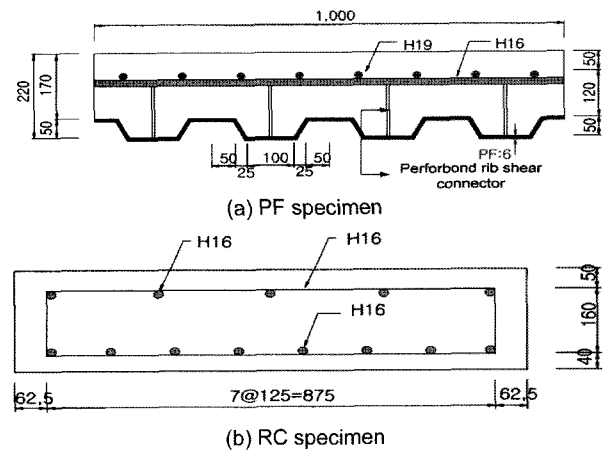 1,000
H19
H16
220
170
50
50
120
50
50
25
100
25
50
PF:6
Perforbond rib shear
connector
(a) PF specimen
H16
H16
H16
50
160
40
62,5
7@125=875
62,5
(b) RC specimen